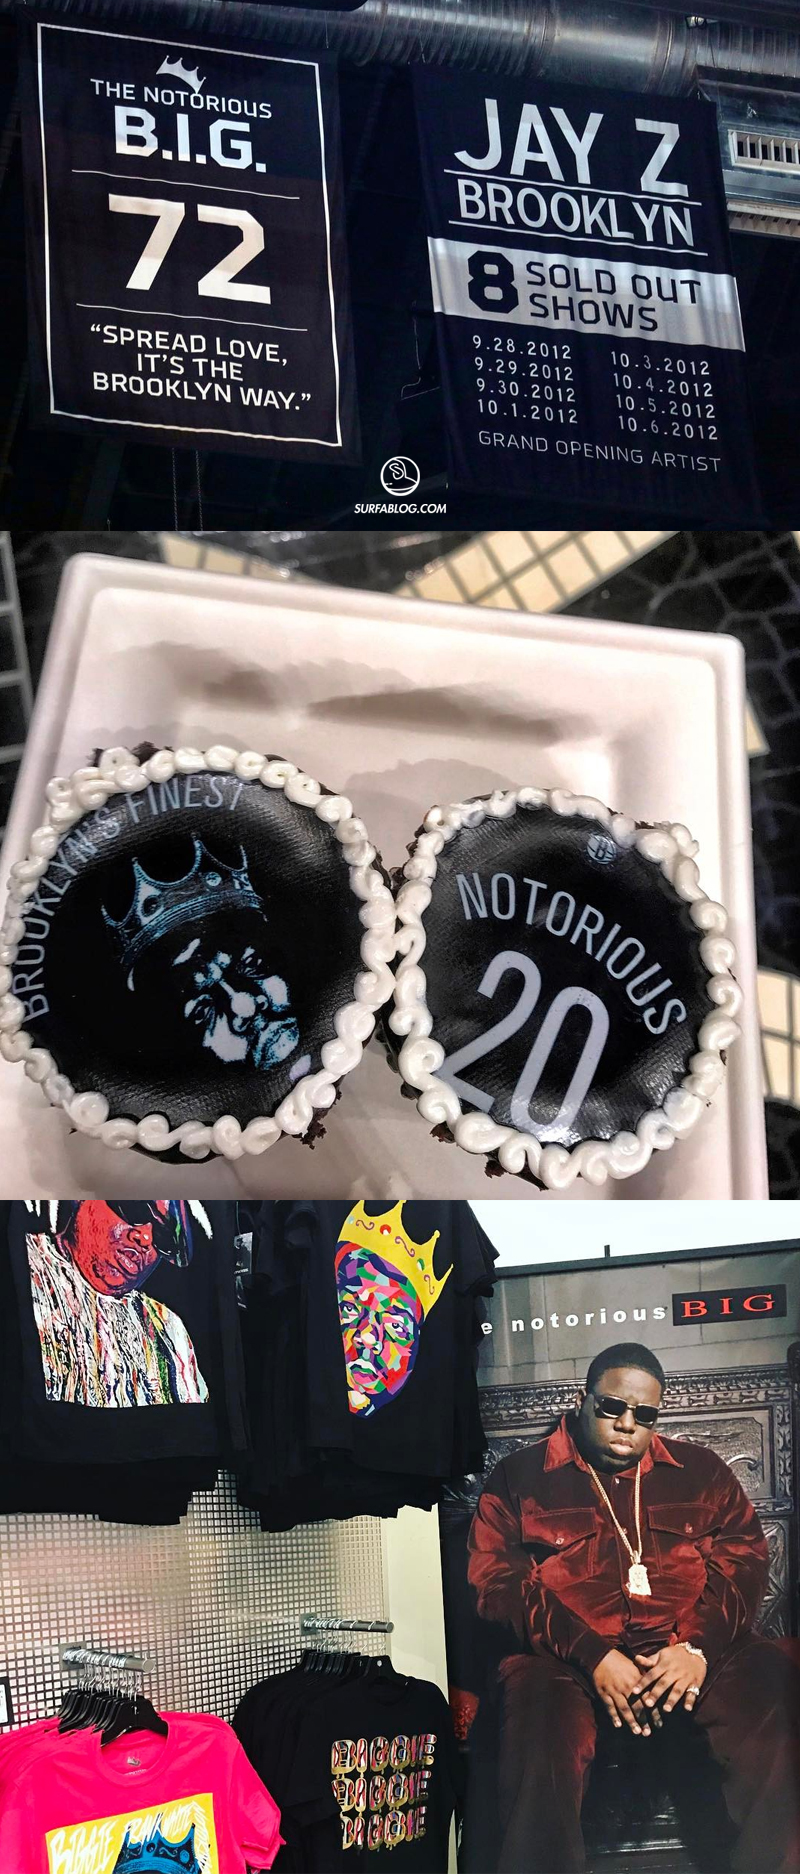 THE NOTORIOUS
B.I.G.
72
“SPREAD LOVE,
IT’S THE
BROOKLYN WAY.”
JAY Z
BROOKLYN
8 SOLD OUT
SHOWS
9.28.2012 10.3.2012
9.29.2012 10.4.2012
9.30.2012 10.5.2012
10.1.2012 10.6.2012
GRAND OPENING ARTIST
SL
SURFABLOG.COM
BROOKLYN'S FINEST
B
NOTORIOUS
20
e notorious BIG
BIGGIE